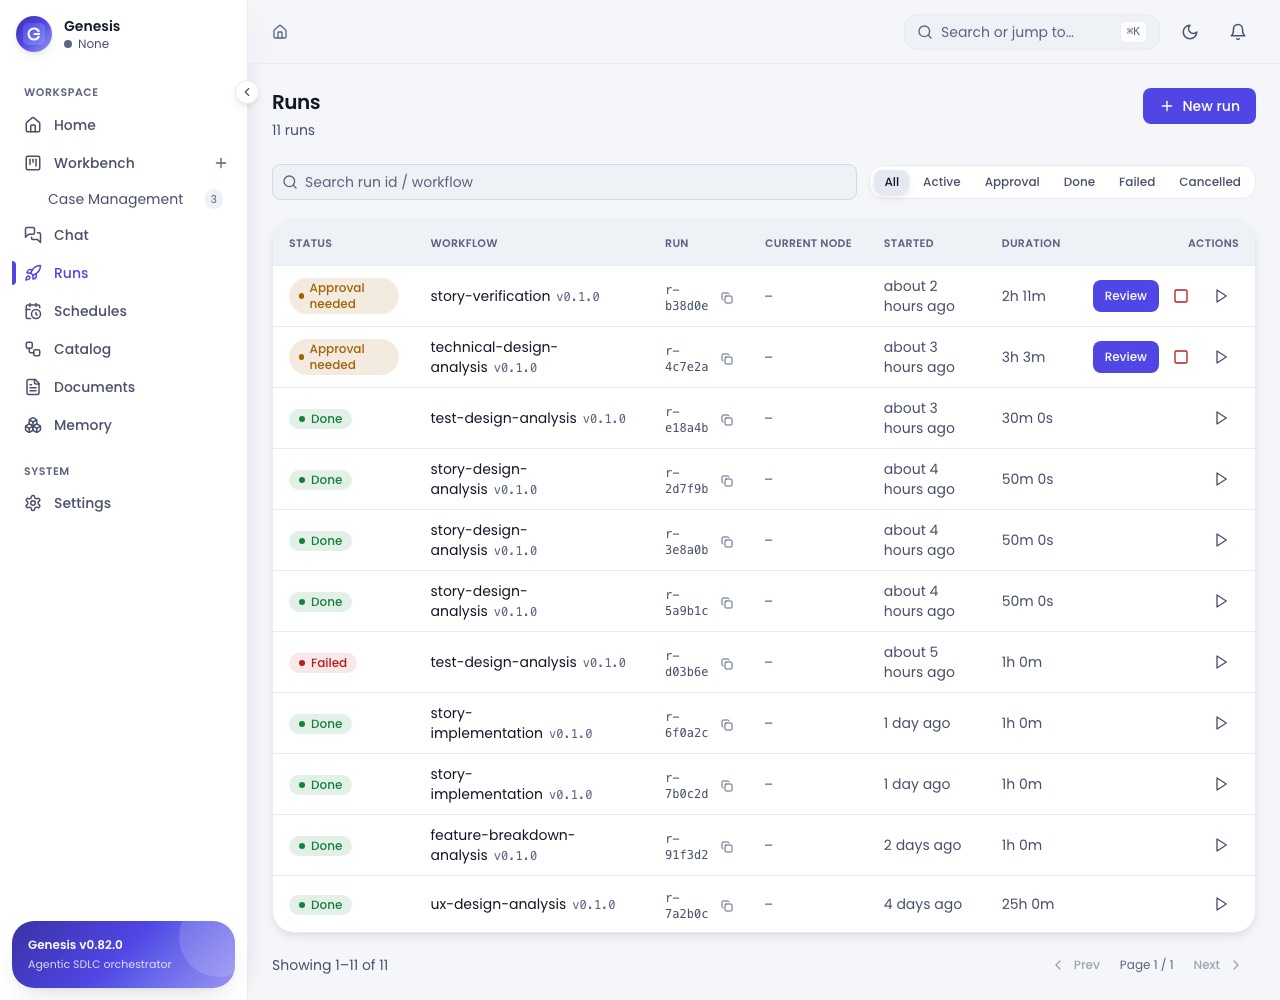 Genesis
None
WORKSPACE
Home
Workbench
Case Management 3
Chat
Runs
Schedules
Catalog
Documents
Memory
SYSTEM
Settings
Genesis v0.82.0
Agentic SDLC orchestrator
Search or jump to... ⌘K
Runs
11 runs
New run
Search run id / workflow
All Active Approval Done Failed Cancelled
STATUS WORKFLOW RUN CURRENT NODE STARTED DURATION ACTIONS
Approval needed story-verification v0.1.0 r-b38d0e – about 2 hours ago 2h 11m Review
Approval needed technical-design-analysis v0.1.0 r-4c7e2a – about 3 hours ago 3h 3m Review
Done test-design-analysis v0.1.0 r-e18a4b – about 3 hours ago 30m 0s
Done story-design-analysis v0.1.0 r-2d7f9b – about 4 hours ago 50m 0s
Done story-design-analysis v0.1.0 r-3e8a0b – about 4 hours ago 50m 0s
Done story-design-analysis v0.1.0 r-5a9b1c – about 4 hours ago 50m 0s
Failed test-design-analysis v0.1.0 r-d03b6e – about 5 hours ago 1h 0m
Done story-implementation v0.1.0 r-6f0a2c – 1 day ago 1h 0m
Done story-implementation v0.1.0 r-7b0c2d – 1 day ago 1h 0m
Done feature-breakdown-analysis v0.1.0 r-91f3d2 – 2 days ago 1h 0m
Done ux-design-analysis v0.1.0 r-7a2b0c – 4 days ago 25h 0m
Showing 1–11 of 11
Prev Page 1 / 1 Next